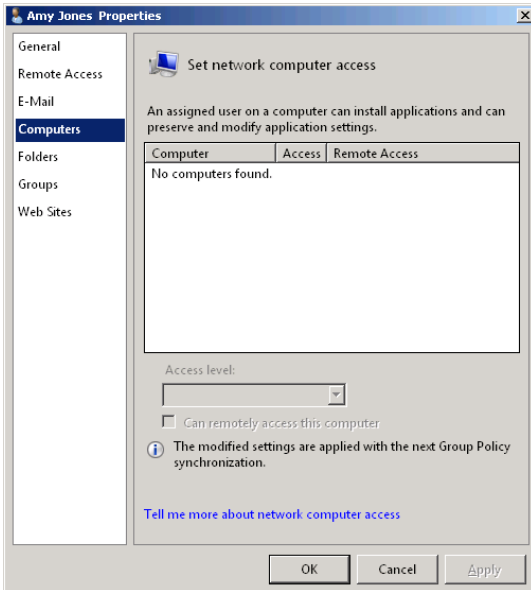 Amy Jones Properties
General
Remote Access
E-Mail
Computers
Folders
Groups
Web Sites
Set network computer access
An assigned user on a computer can install applications and can
preserve and modify application settings.
Computer Access Remote Access
No computers found.
Access level:
Can remotely access this computer
The modified settings are applied with the next Group Policy
synchronization.
Tell me more about network computer access
OK Cancel Apply